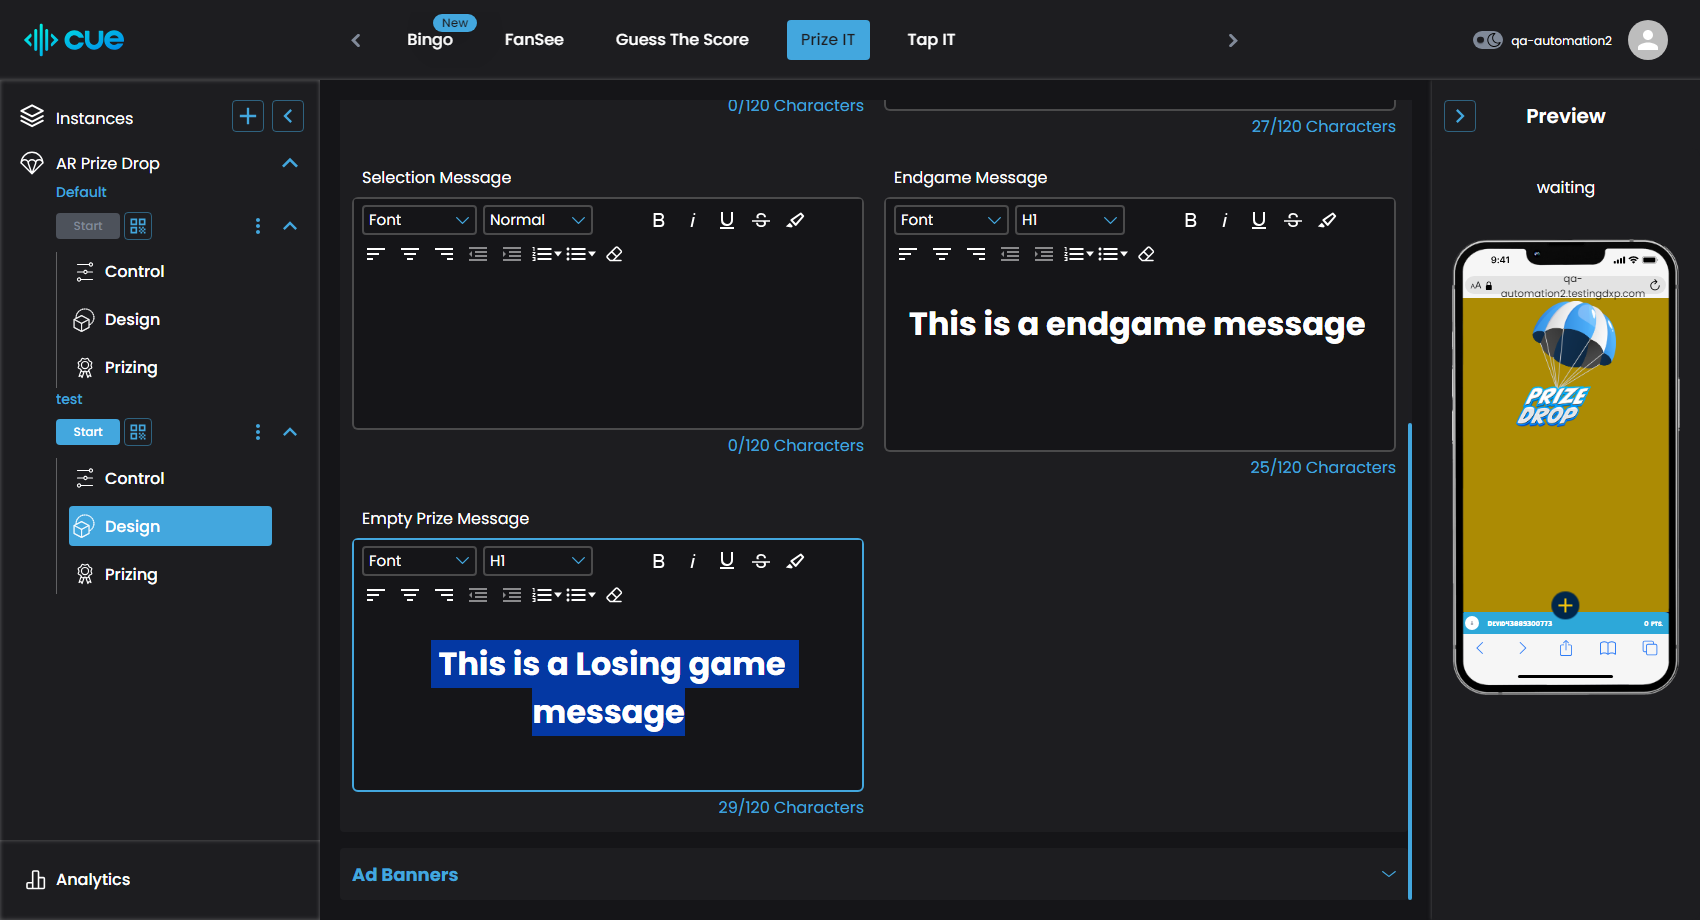 cue
New
Bingo
FanSee
Guess The Score
Prize IT
Tap IT
qa-automation2
Instances
AR Prize Drop
Default
Start
Control
Design
Prizing
test
Start
Control
Design
Prizing
Analytics
0/120 Characters
27/120 Characters
Selection Message
Font
Normal
B i U S
0/120 Characters
Endgame Message
Font
H1
B i U S
This is a endgame message
25/120 Characters
Empty Prize Message
Font
H1
B i U S
This is a Losing game
message
29/120 Characters
Ad Banners
Preview
waiting
9:41
AA
qa-
automation2.testingdxp.com
PRIZE
DROP
DEVID43689300773
0 PTS.